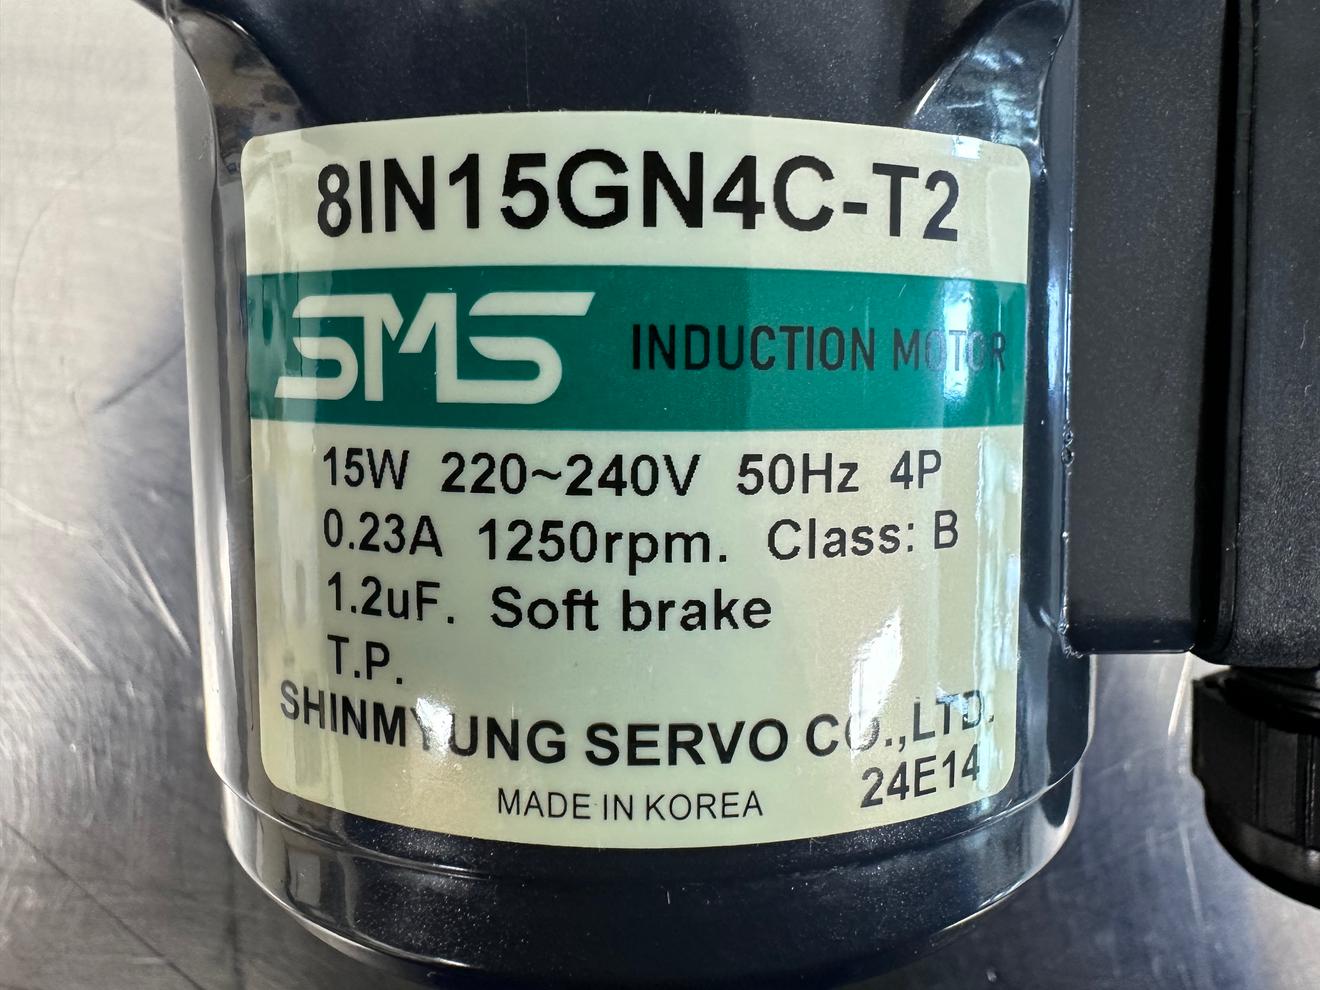 8IN15GN4C-T2
SMS INDUCTION MOTOR
15W 220~240V 50Hz 4P
0.23A 1250rpm. Class: B
1.2uF. Soft brake
T.P.
SHINMYUNG SERVO CO.,LTD.
24E14
MADE IN KOREA